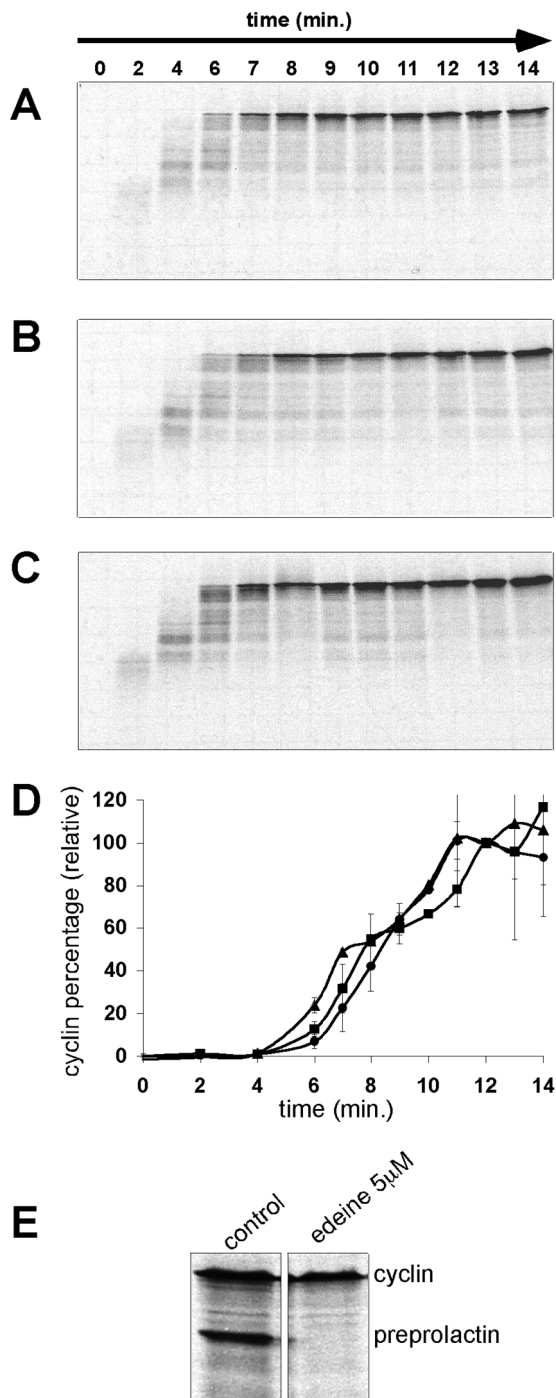 time (min.)
0 2 4 6 7 8 9 10 11 12 13 14
A
B
C
D
120
100
80
60
40
20
0
cyclin percentage (relative)
0 2 4 6 8 10 12 14
time (min.)
E
control
edeine 5µM
cyclin
preprolactin